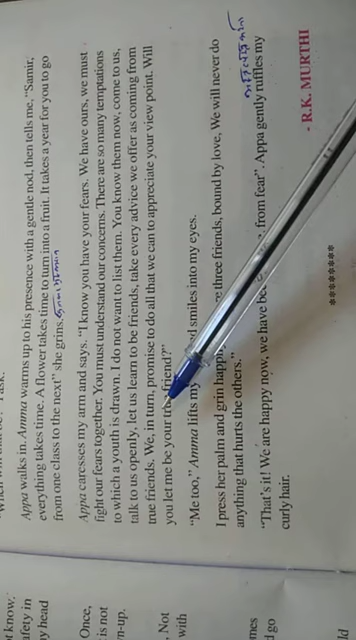 Appa walks in. Amma warms up to his presence with a gentle nod, then tells me, "Samir,
everything takes time. A flower takes time to turn into a fruit. It takes a year for you to go
from one class to the next" she grins.
Appa caresses my arm and says. "I know you have your fears. We have ours, we must
fight our fears together. You must understand our concerns. There are so many temptations
to which a youth is drawn. I do not want to list them. You know them now, come to us,
talk to us openly, let us learn to be friends, take every advice we offer as coming from
true friends. We, in turn, promise to do all that we can to appreciate your view point. Will
you let me be your true friend?"
"Me too," Amma lifts my smiles into my eyes.
I press her palm and grin three friends, bound by love, We will never do
anything that hurts the others."
"That's it! We are happy now, we have from fear". Appa gently ruffles my
curly hair.
- R.K. MURTHI
*******
t know.
afety in
y head
Once,
is not
n-up.
. Not
with
mes
d go